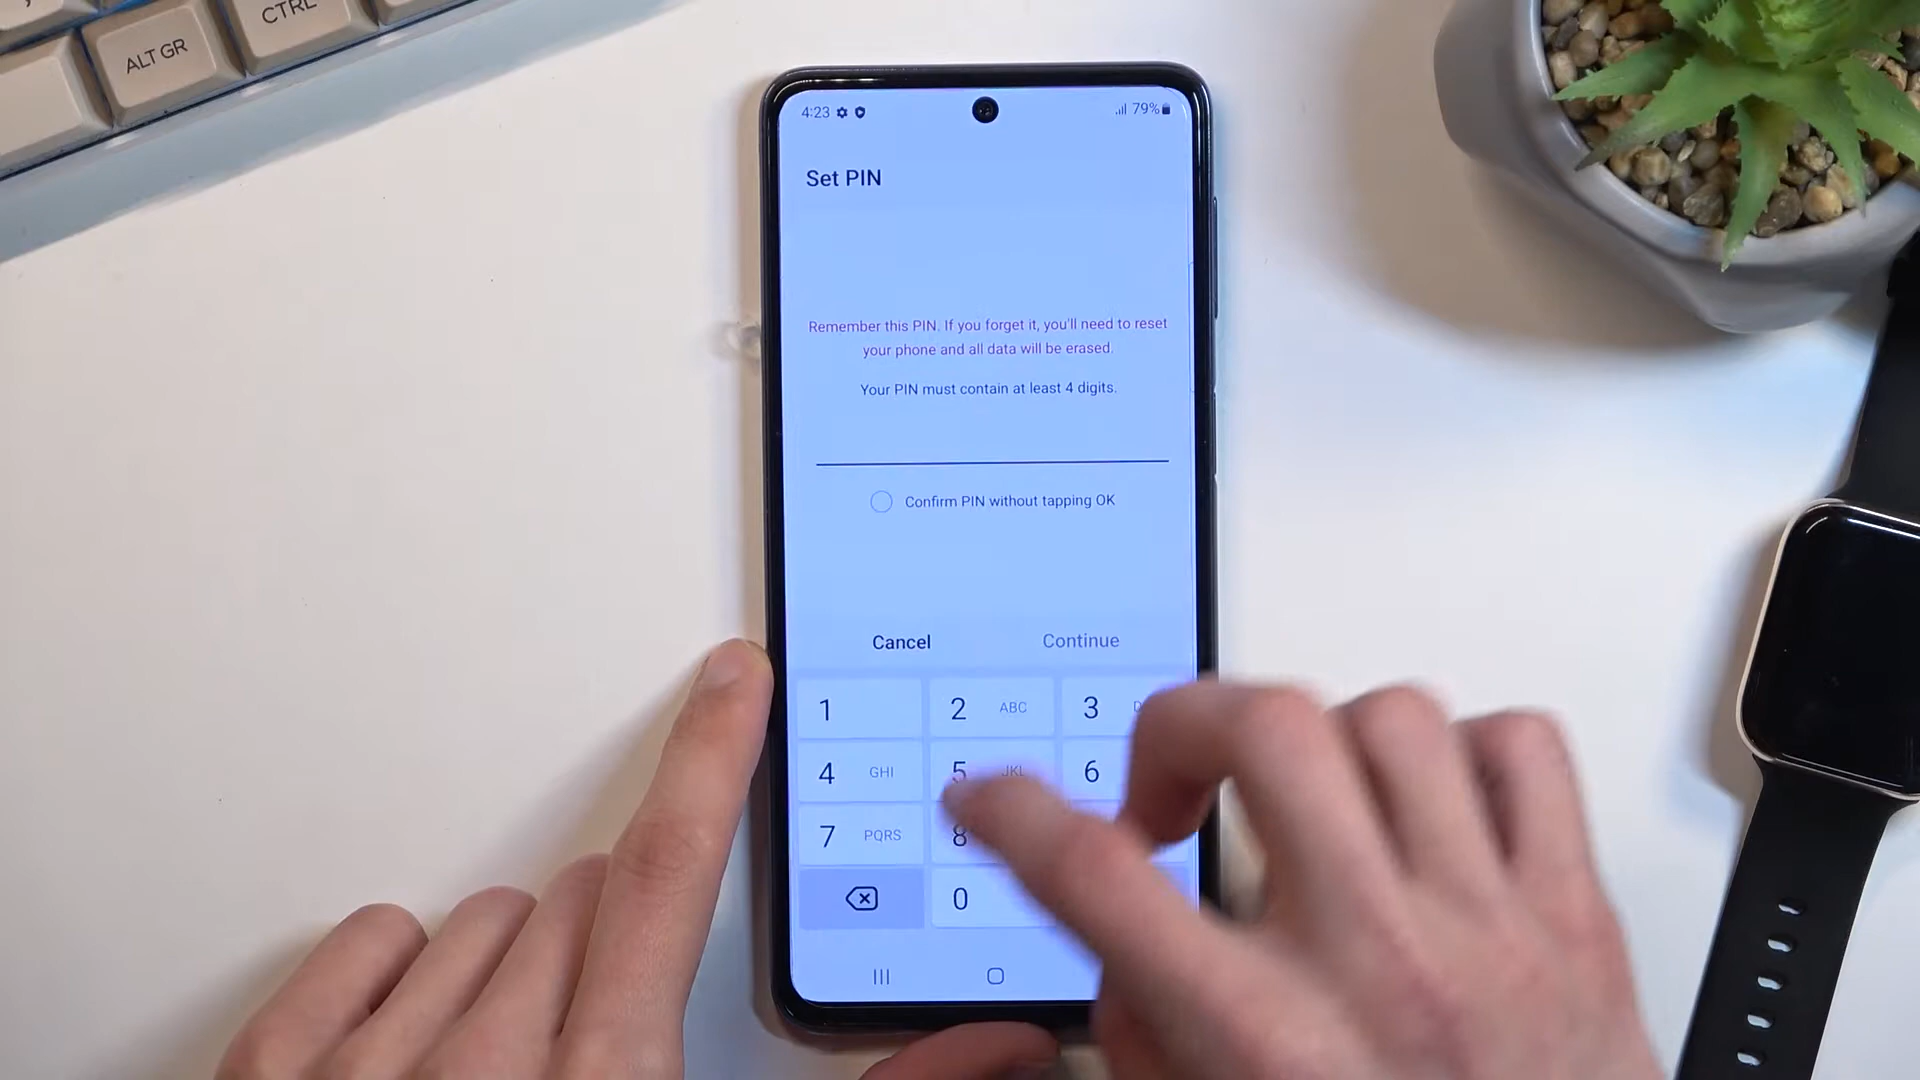 CTRL
ALT GR
4:23 79%
Set PIN
Remember this PIN. If you forget it, you'll need to reset
your phone and all data will be erased.
Your PIN must contain at least 4 digits.
Confirm PIN without tapping OK
Cancel Continue
1 2 ABC 3
4 GHI 5 JKL 6
7 PQRS 8
0